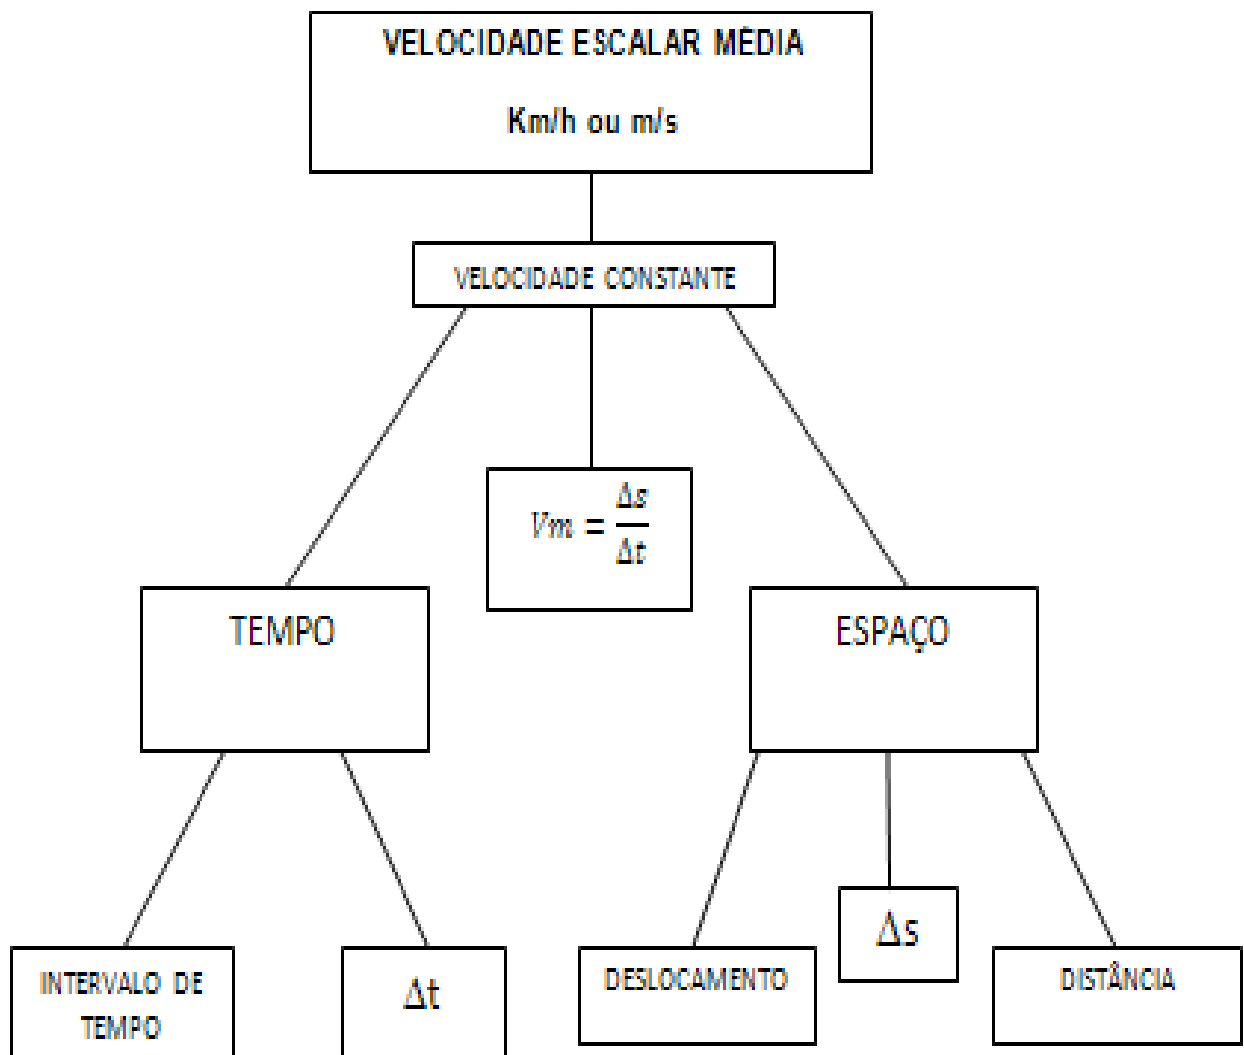 VELOCIDADE ESCALAR MÉDIA
Km/h ou m/s
VELOCIDADE CONSTANTE
Vm = Δs/Δt
TEMPO
ESPAÇO
INTERVALO DE
TEMPO
Δt
DESLOCAMENTO
Δs
DISTÂNCIA